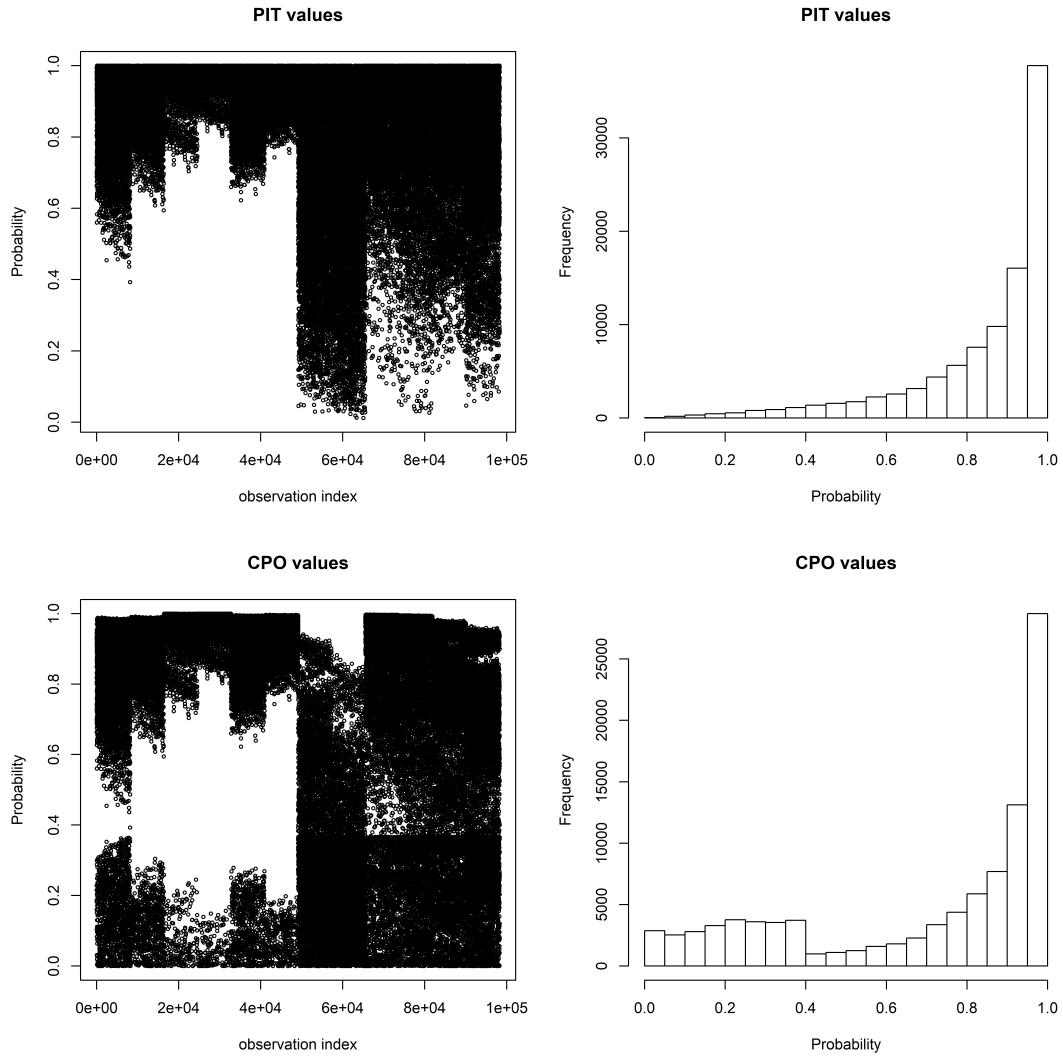 PIT values
Probability
0.0 0.2 0.4 0.6 0.8 1.0
0e+00 2e+04 4e+04 6e+04 8e+04 1e+05
observation index
PIT values
Frequency
0 10000 20000 30000
0.0 0.2 0.4 0.6 0.8 1.0
Probability
CPO values
Probability
0.0 0.2 0.4 0.6 0.8 1.0
0e+00 2e+04 4e+04 6e+04 8e+04 1e+05
observation index
CPO values
Frequency
0 5000 10000 15000 20000 25000
0.0 0.2 0.4 0.6 0.8 1.0
Probability